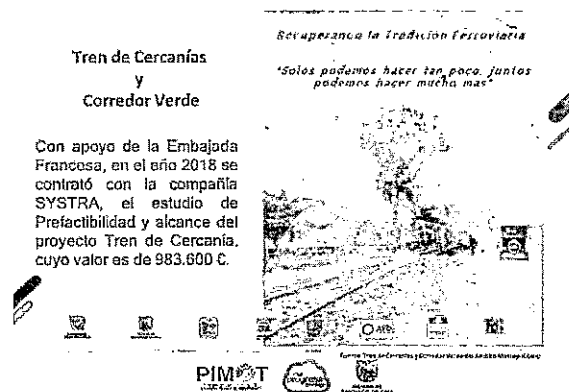 Tren de Cercanías
y
Corredor Verde
Con apoyo de la Embajada
Francesa, en el año 2018 se
contrató con la compañía
SYSTRA, el estudio de
Prefactibilidad y alcance del
proyecto Tren de Cercanía,
cuyo valor es de 983.600 €.
Recuperando la Tradición Ferroviaria
"Solos podemos hacer tan poco, juntos
podemos hacer mucho mas"
PIMOT